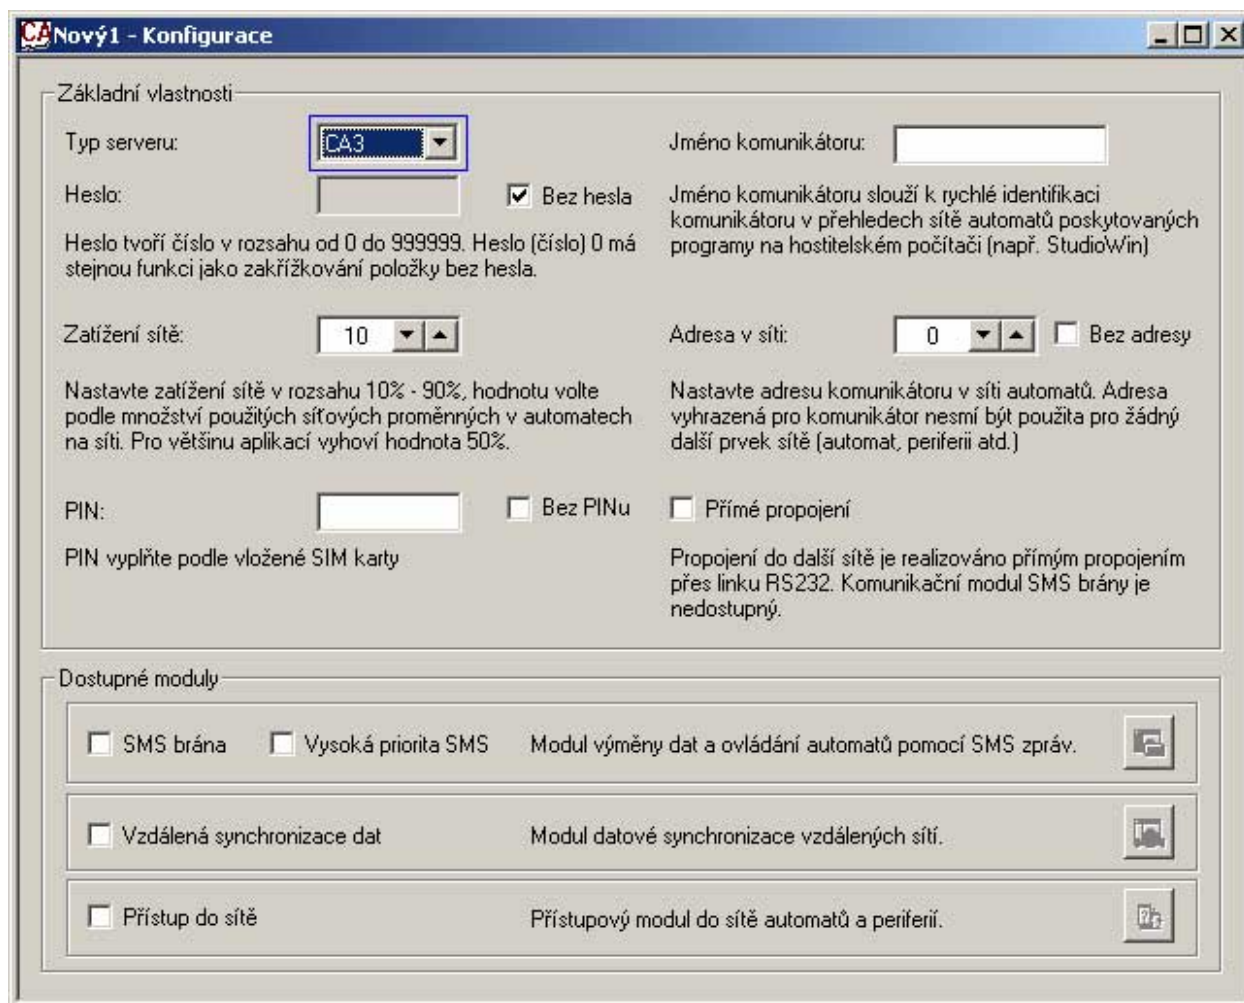 CA Nový1 - Konfigurace
Základní vlastnosti
Typ serveru:
CA3
Jméno komunikátoru:
Heslo:
Bez hesla
Jméno komunikátoru slouží k rychlé identifikaci
komunikátoru v přehledech sítě automatů poskytovaných
programy na hostitelském počítači (např. StudioWin)
Heslo tvoří číslo v rozsahu od 0 do 999999. Heslo (číslo) 0 má
stejnou funkci jako zakřížkování položky bez hesla.
Zatížení sítě:
10
Adresa v síti:
0
Bez adresy
Nastavte zatížení sítě v rozsahu 10% - 90%, hodnotu volte
podle množství použitých síťových proměnných v automatech
na síti. Pro většinu aplikací vyhoví hodnota 50%.
Nastavte adresu komunikátoru v síti automatů. Adresa
vyhrazená pro komunikátor nesmí být použita pro žádný
další prvek sítě (automat, periferii atd.)
PIN:
Bez PINu
Přímé propojení
PIN vyplňte podle vložené SIM karty
Propojení do další sítě je realizováno přímým propojením
přes linku RS232. Komunikační modul SMS brány je
nedostupný.
Dostupné moduly
SMS brána
Vysoká priorita SMS
Modul výměny dat a ovládání automatů pomocí SMS zpráv.
Vzdálená synchronizace dat
Modul datové synchronizace vzdálených sítí.
Přístup do sítě
Přístupový modul do sítě automatů a periferií.